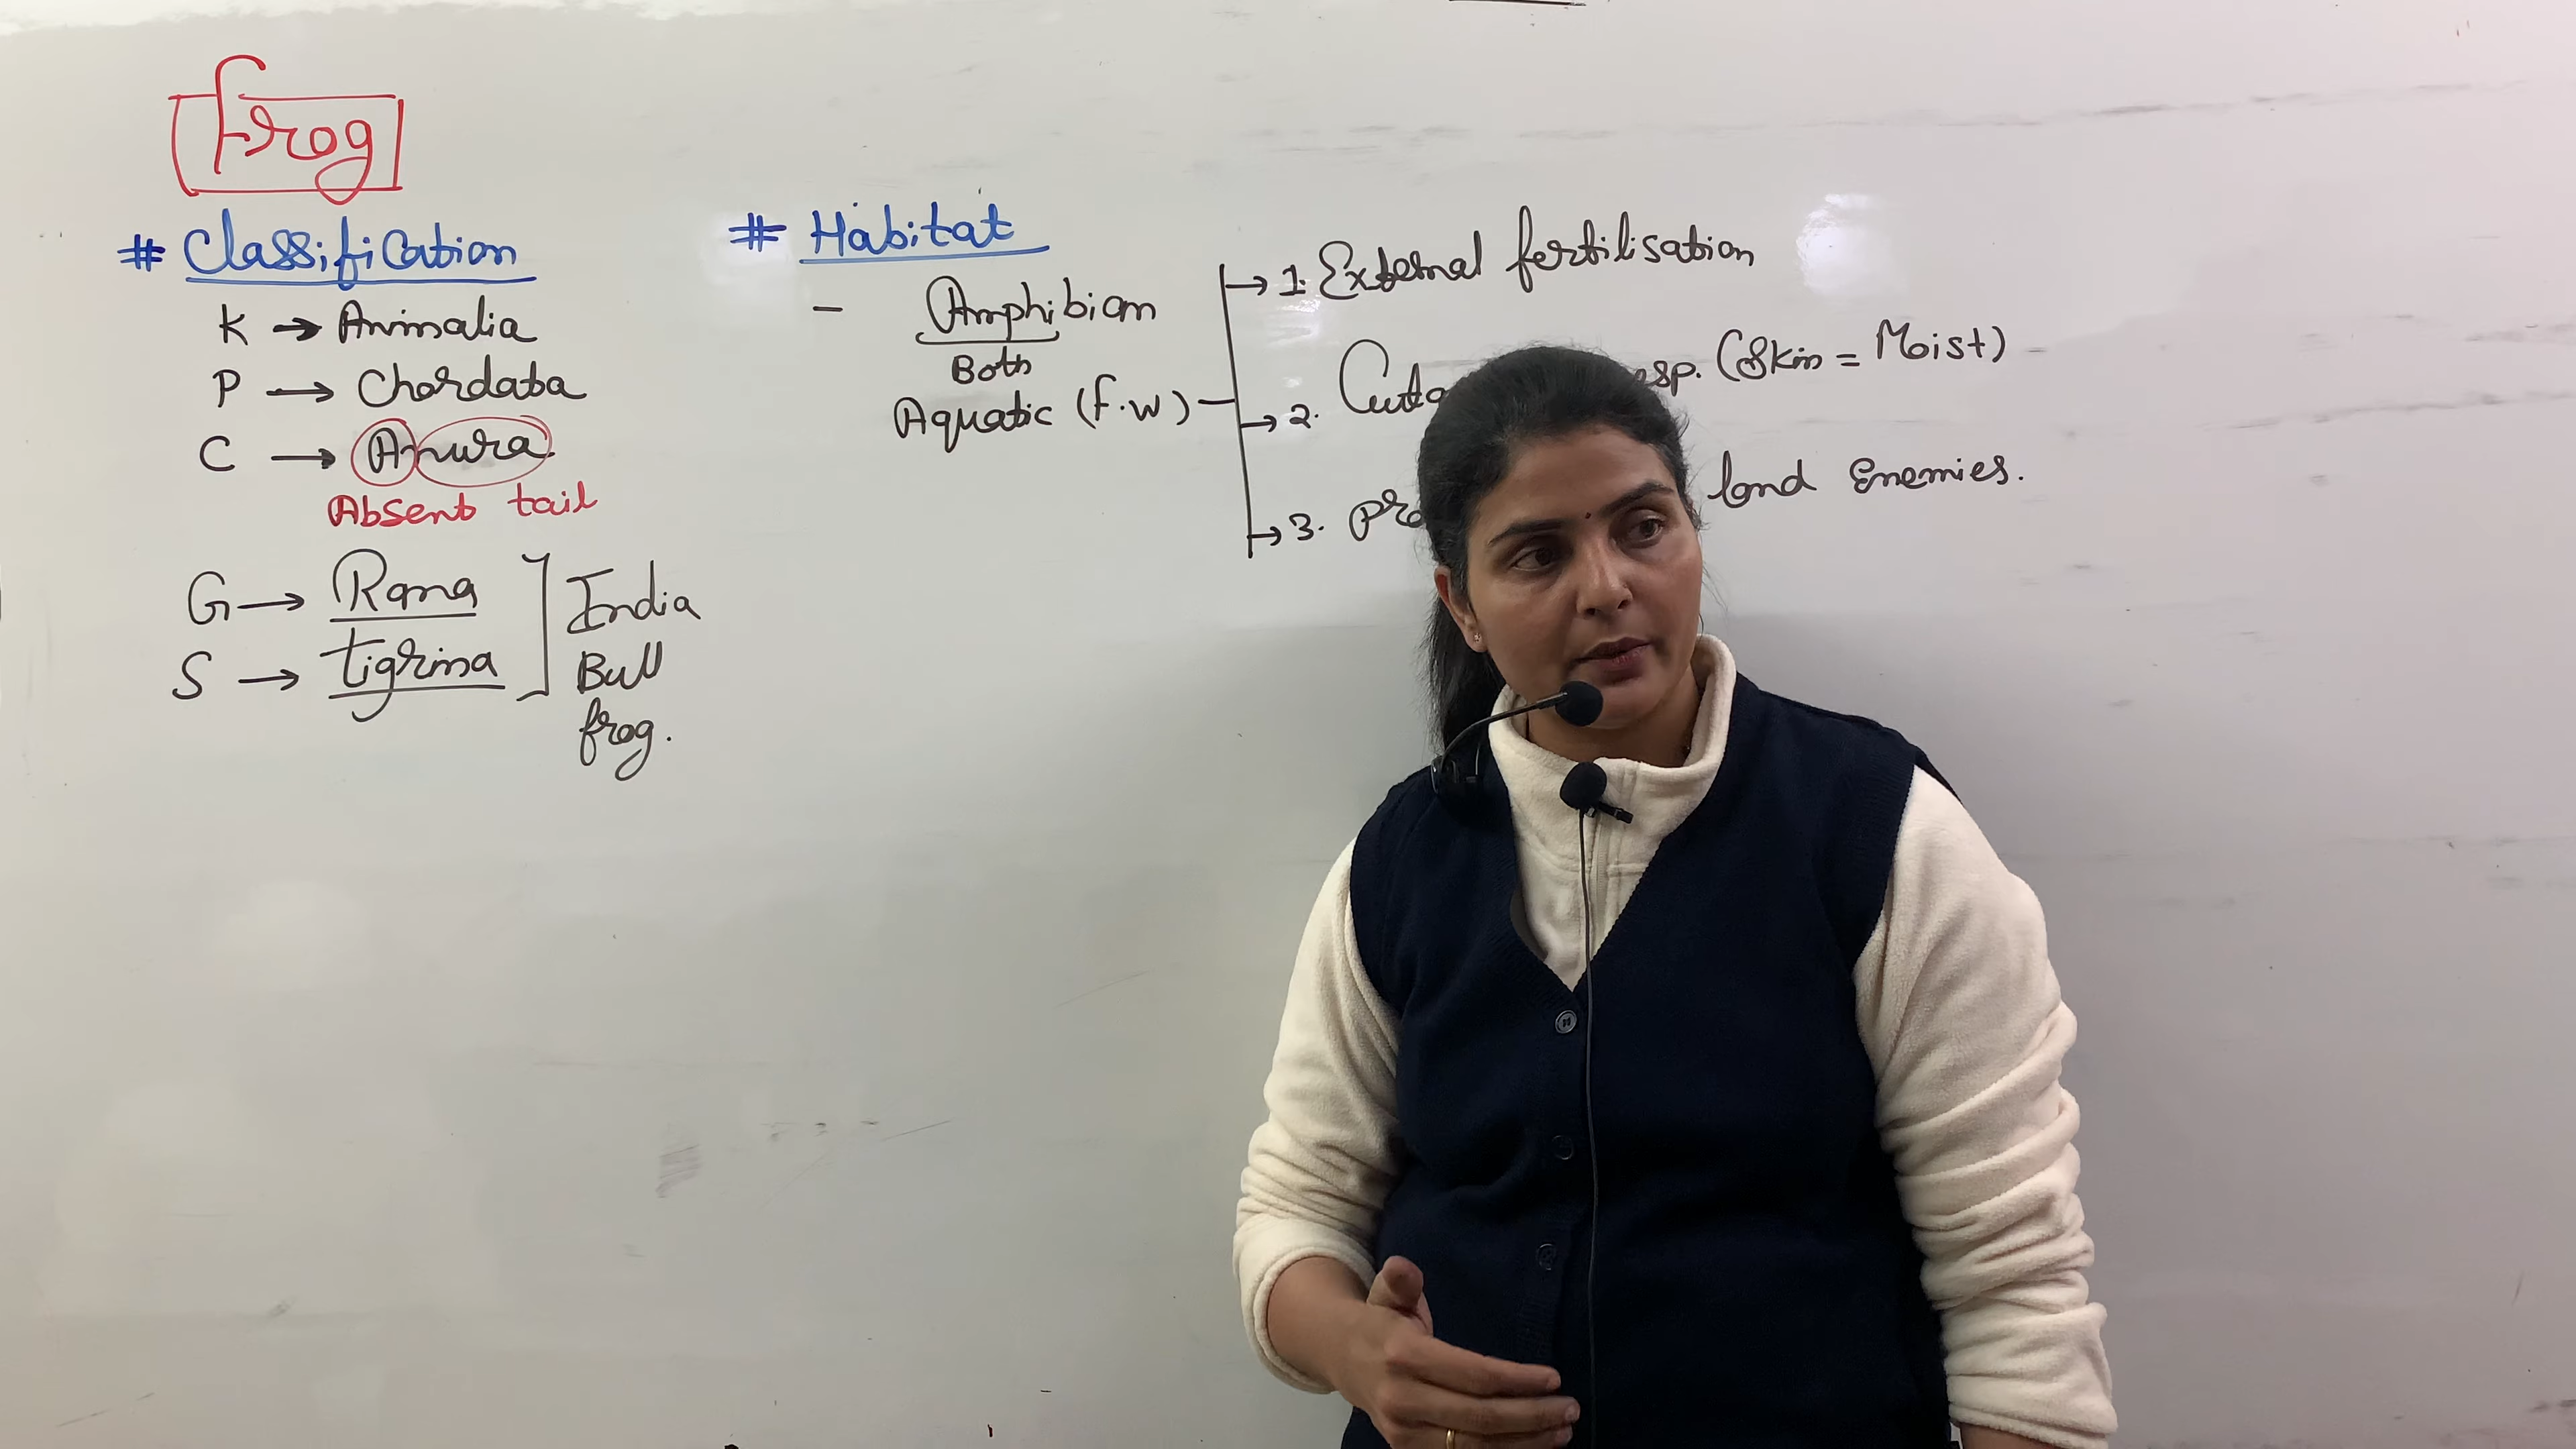 Frog
# Classification
K → Animalia
P → Chordata
C → Anura
Absent tail
G → Rana
S → tigrina
India
Bull
frog.
# Habitat
- Amphibian
Both
Aquatic (F.W)
→ 1. External fertilisation
→ 2. (Skin = Moist)
→ 3. land Enemies.